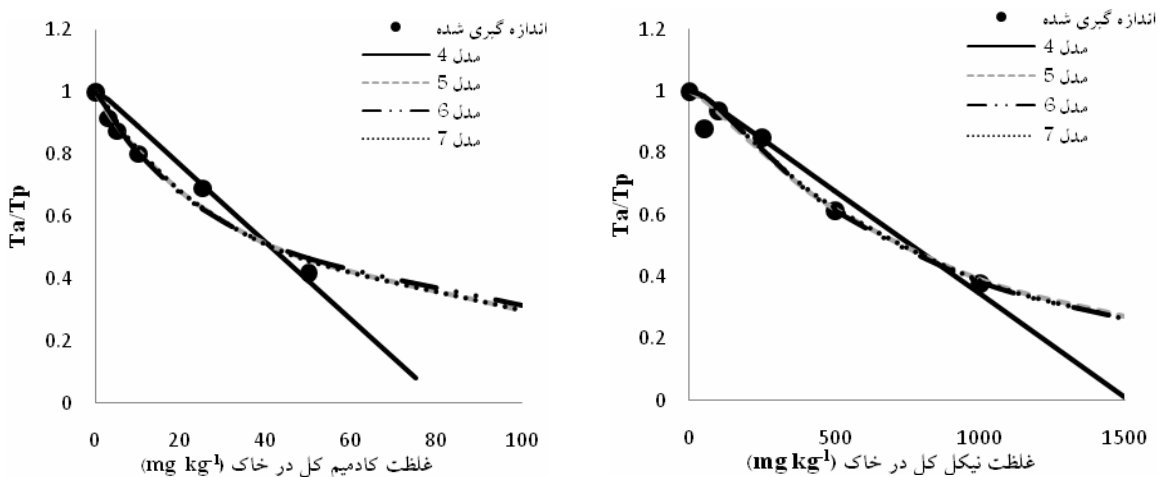 1.2
1
0.8
0.6
0.4
0.2
0
Ta/Tp
0 20 40 60 80 100
غلظت کادمیم کل در خاک (mg kg-1)
اندازه گیری شده
مدل 4
مدل 5
مدل 6
مدل 7
1.2
1
0.8
0.6
0.4
0.2
0
Ta/Tp
0 500 1000 1500
غلظت نیکل کل در خاک (mg kg-1)
اندازه گیری شده
مدل 4
مدل 5
مدل 6
مدل 7